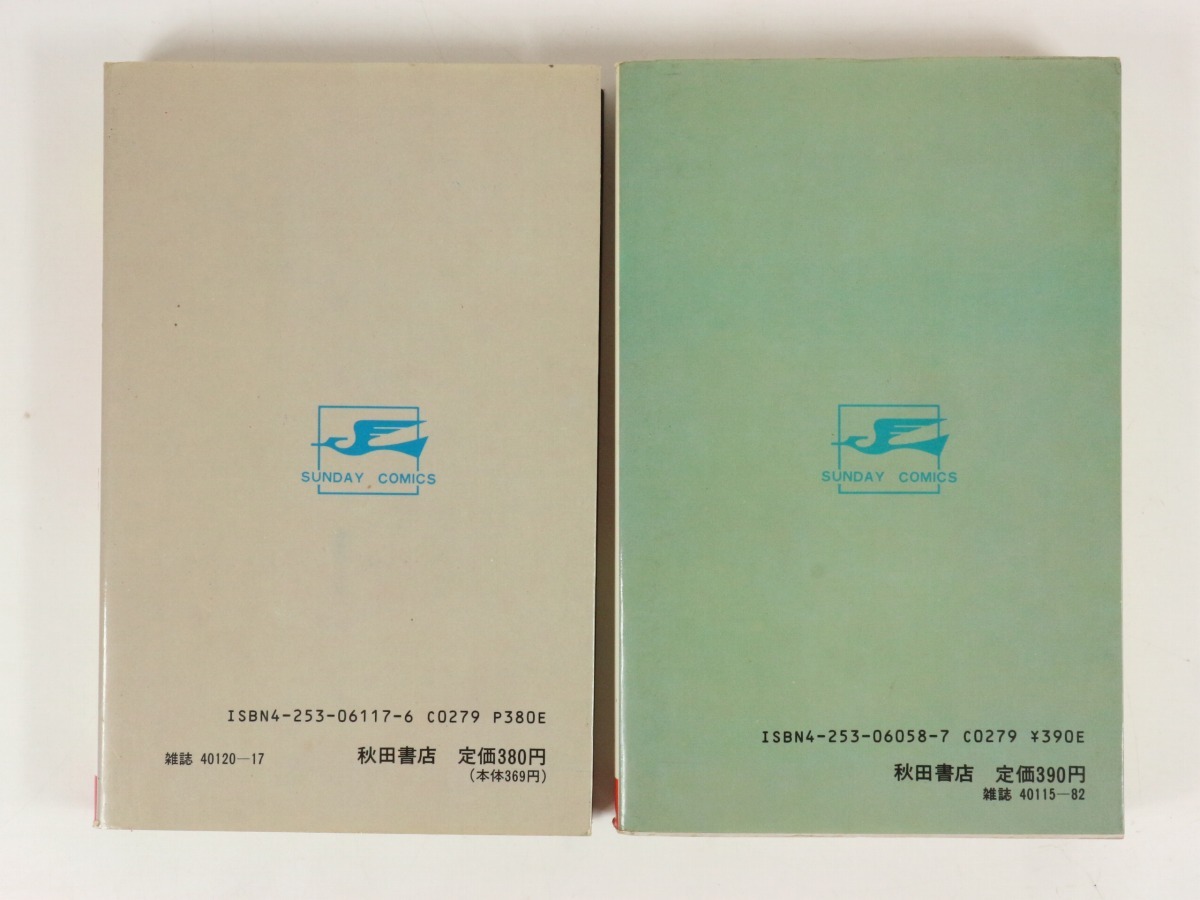 SUNDAY COMICS
ISBN4-253-06117-6 C0279 P380E
雑誌 40120-17 秋田書店 定価380円
(本体369円)
SUNDAY COMICS
ISBN4-253-06058-7 C0279 ¥390E
秋田書店 定価390円
雑誌 40115-82